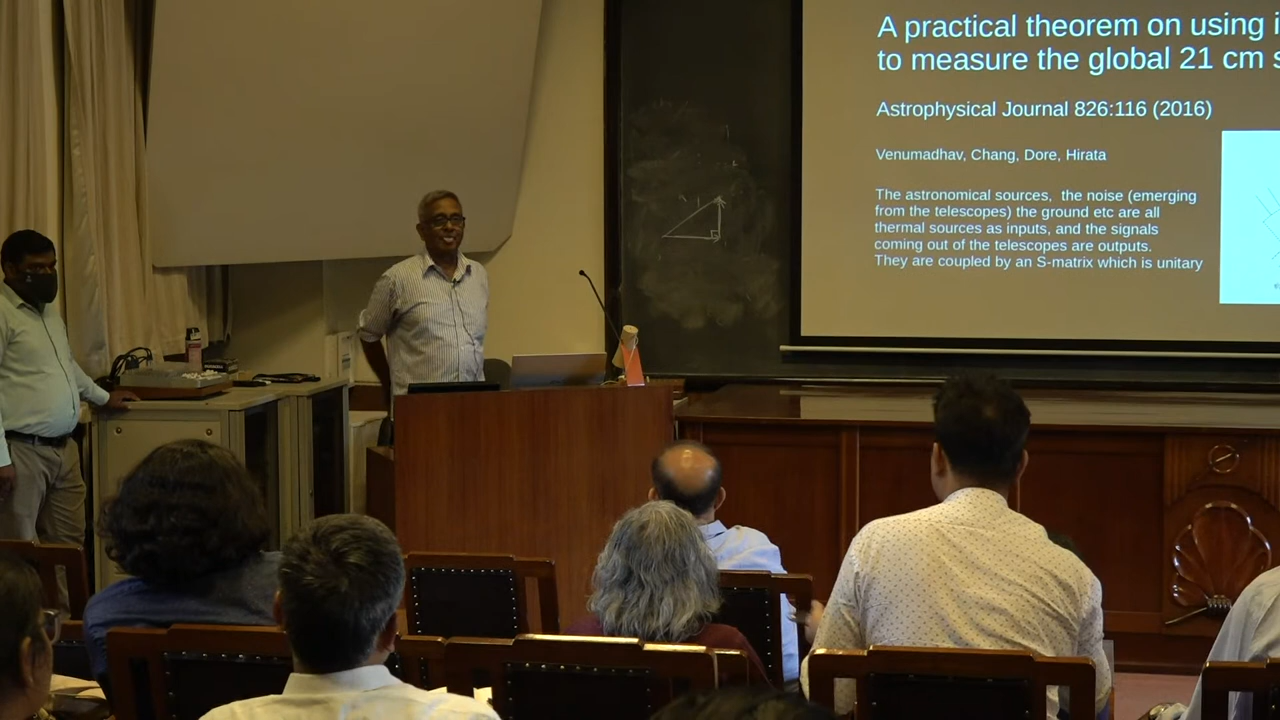 A practical theorem on using i
to measure the global 21 cm s
Astrophysical Journal 826:116 (2016)
Venumadhav, Chang, Dore, Hirata
The astronomical sources, the noise (emerging
from the telescopes) the ground etc are all
thermal sources as inputs, and the signals
coming out of the telescopes are outputs.
They are coupled by an S-matrix which is unitary